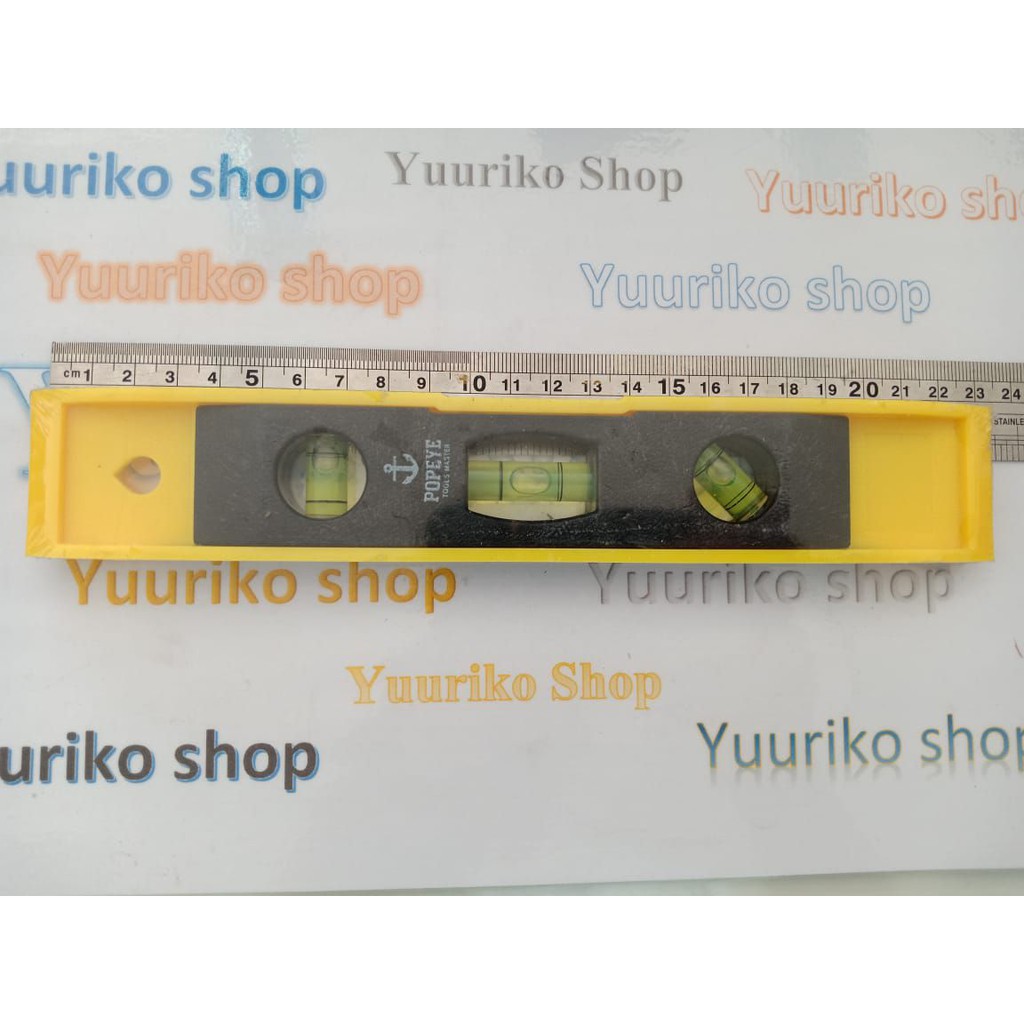 uuriko shop
Yuuriko Shop
Yuuriko sh
Yuuriko shop
Yuuriko shop
cm 1 2 3 4 5 6 7 8 9 10 11 12 13 14 15 16 17 18 19 20 21 22 23 24
STAINLE
POPEYE
TOOLS MASTER
Yuuriko shop
Yuuriko shop
Yuuriko Shop
uriko shop
Yuuriko shop